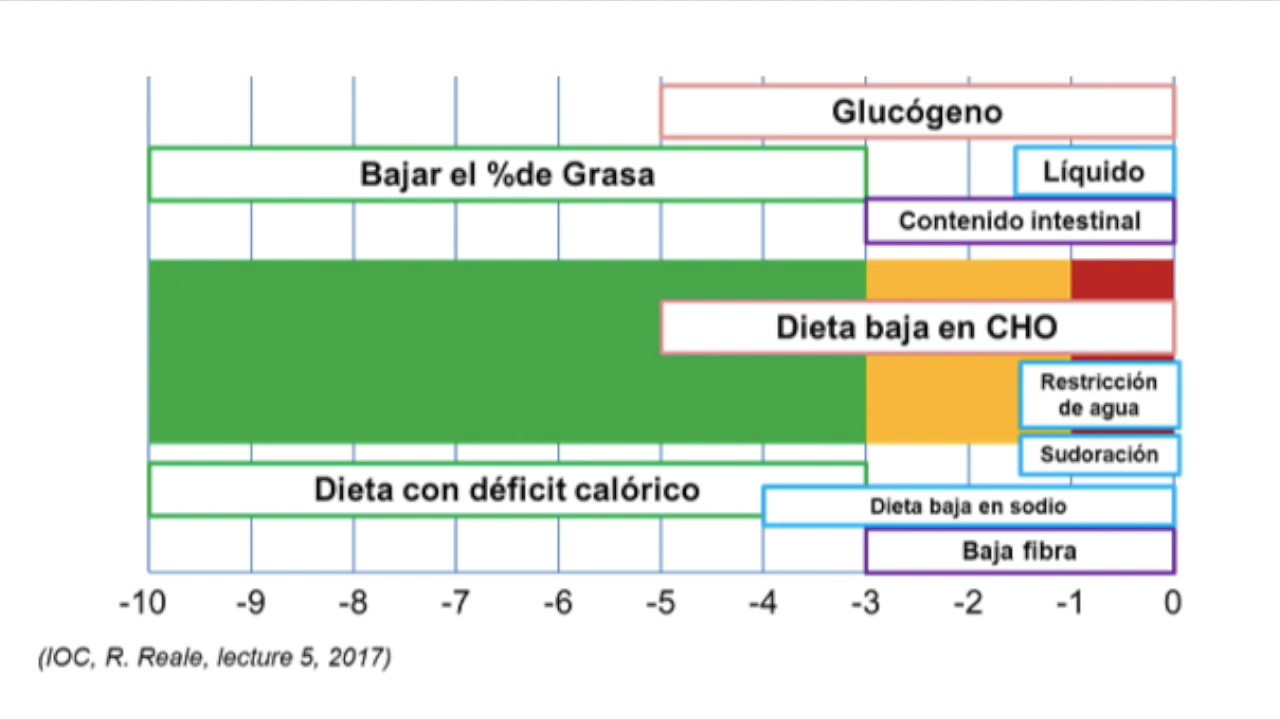 Glucógeno
Bajar el %de Grasa
Líquido
Contenido intestinal
Dieta baja en CHO
Restricción
de agua
Sudoración
Dieta con déficit calórico
Dieta baja en sodio
Baja fibra
-10 -9 -8 -7 -6 -5 -4 -3 -2 -1 0
(IOC, R. Reale, lecture 5, 2017)